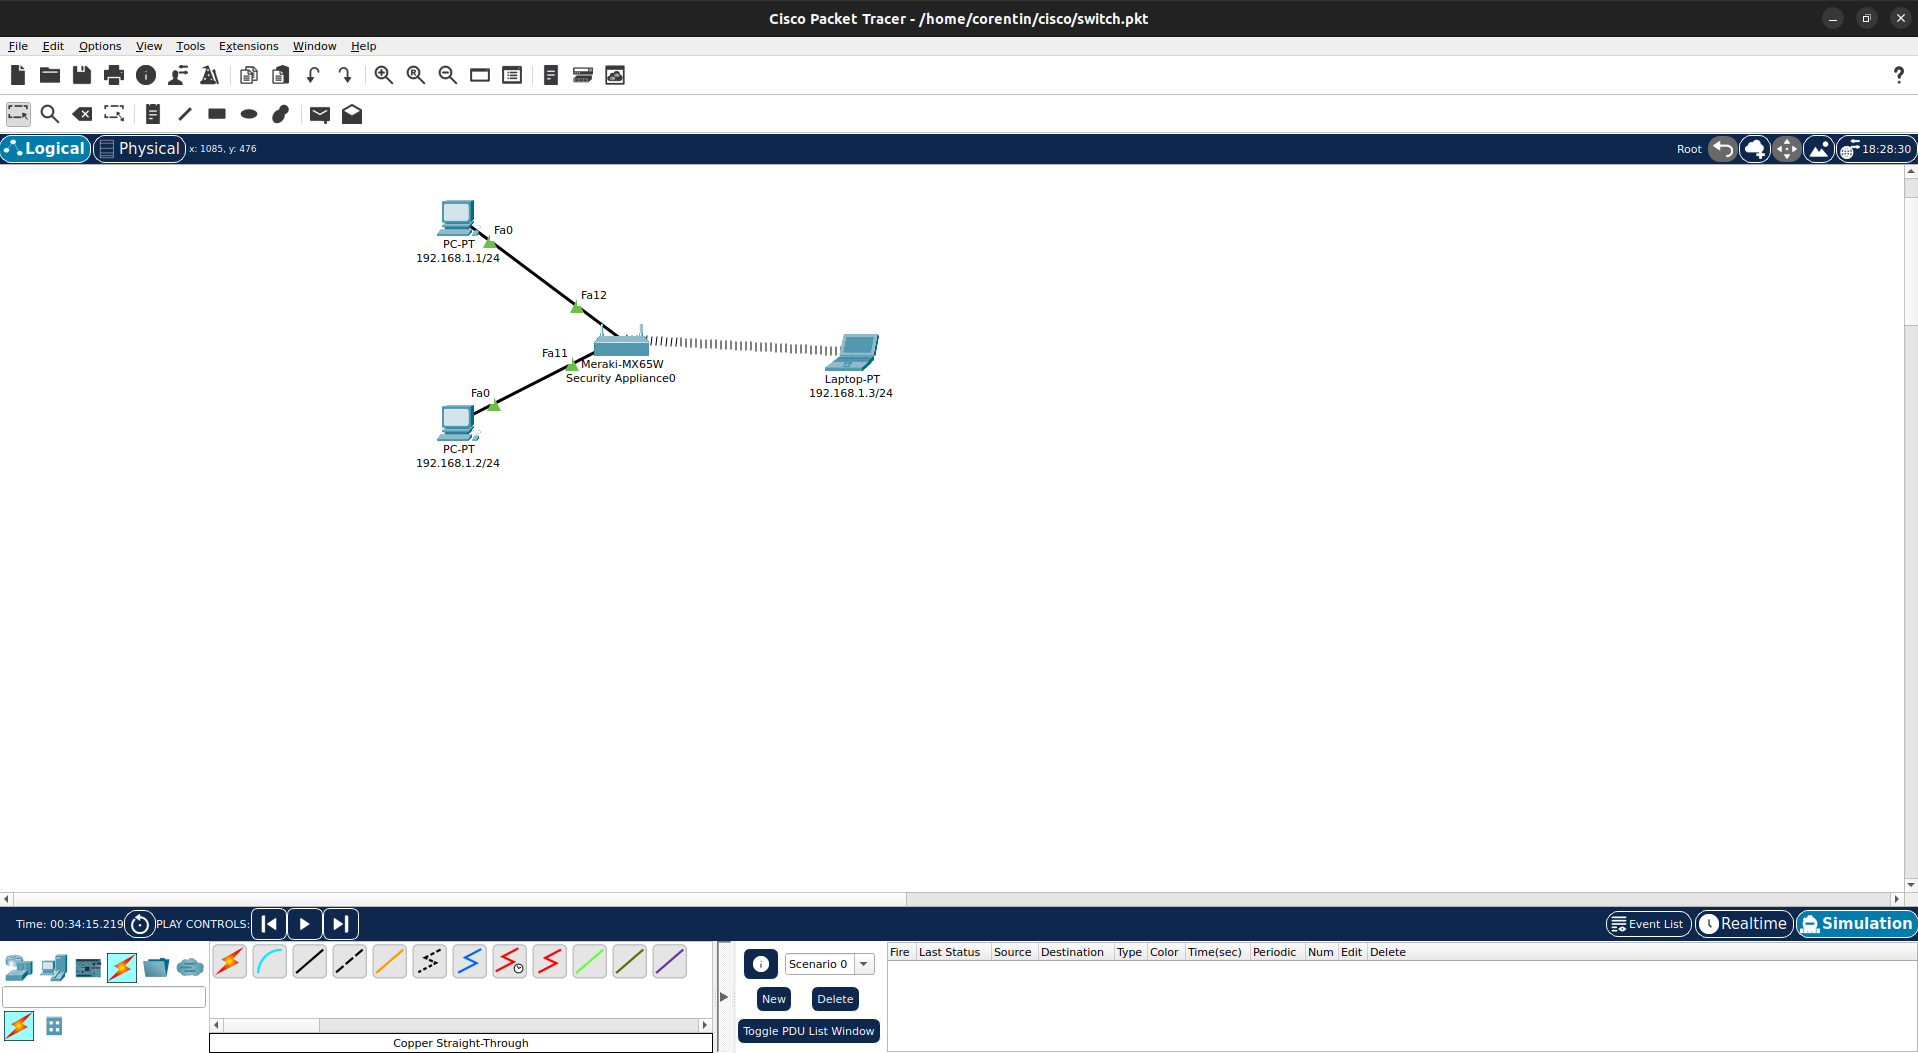 Cisco Packet Tracer - /home/corentin/cisco/switch.pkt
File Edit Options View Tools Extensions Window Help
?
Logical Physical x: 1085, y: 476 Root 18:28:30
Fa0
PC-PT
192.168.1.1/24
Fa12
Fa11
Meraki-MX65W
Security Appliance0
Laptop-PT
192.168.1.3/24
Fa0
PC-PT
192.168.1.2/24
Time: 00:34:15.219 PLAY CONTROLS: Event List Realtime Simulation
Scenario 0
New Delete
Toggle PDU List Window
Fire Last Status Source Destination Type Color Time(sec) Periodic Num Edit Delete
Copper Straight-Through